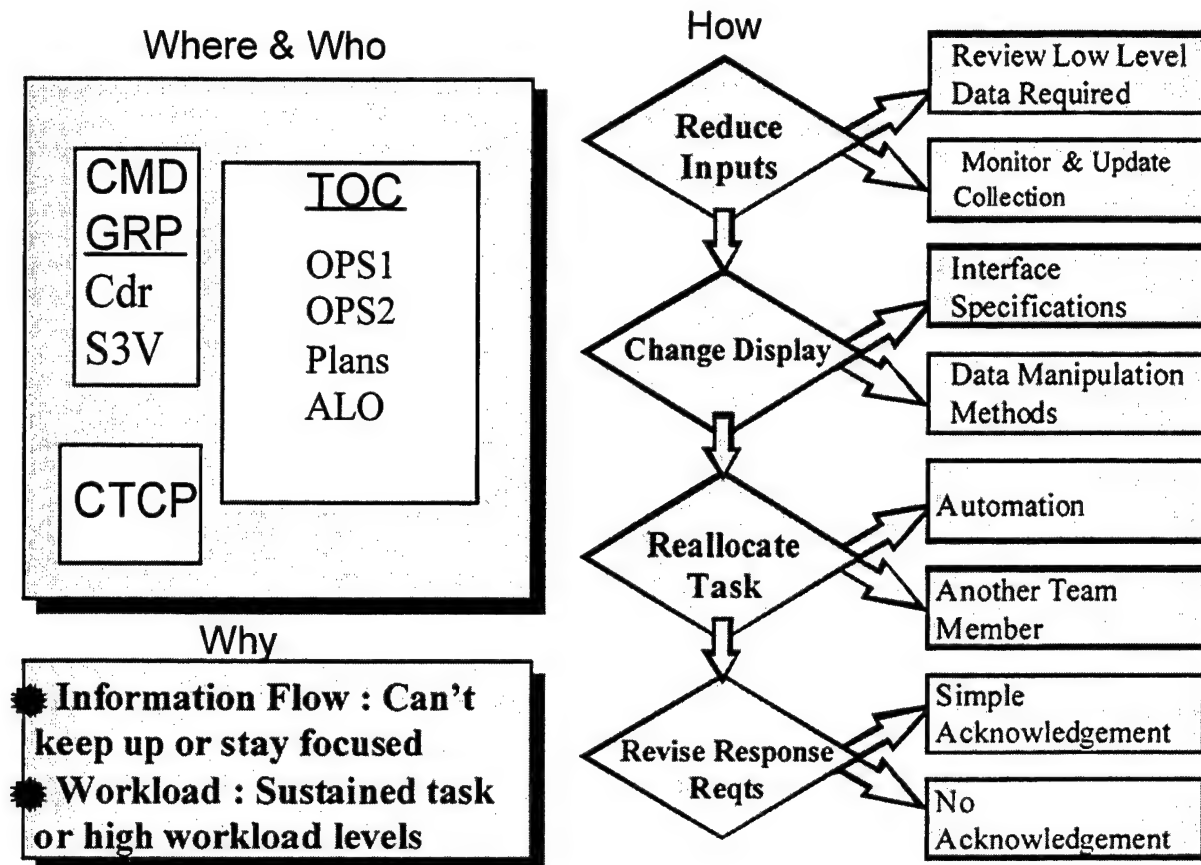 Where & Who
CMD
GRP
Cdr
S3V
TOC
OPS1
OPS2
Plans
ALO
CTCP
Why
Information Flow : Can't
keep up or stay focused
Workload : Sustained task
or high workload levels
How
Reduce
Inputs
Review Low Level
Data Required
Monitor & Update
Collection
Change Display
Interface
Specifications
Data Manipulation
Methods
Reallocate
Task
Automation
Another Team
Member
Revise Response
Reqts
Simple
Acknowledgement
No
Acknowledgement